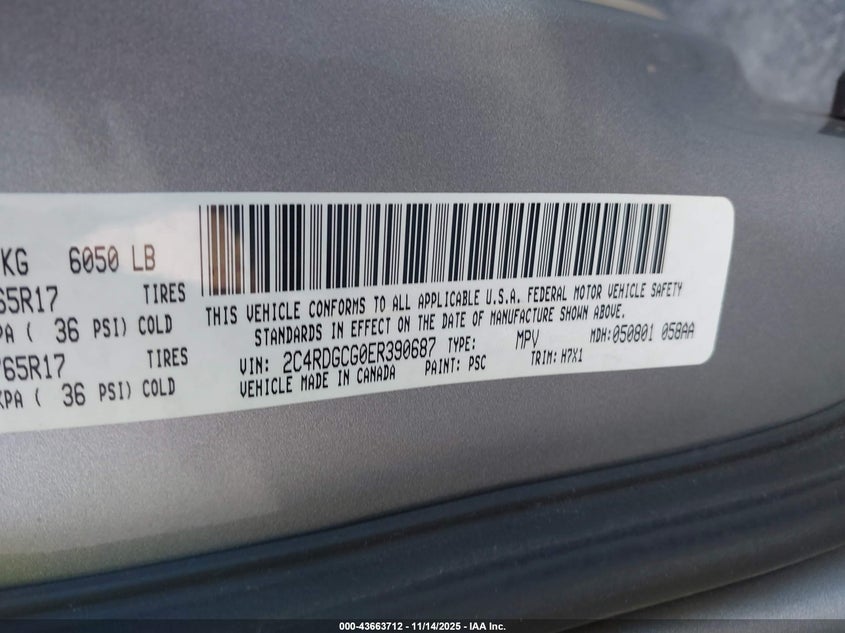 KG 6050 LB
65R17 TIRES
KPA ( 36 PSI) COLD
65R17 TIRES
KPA ( 36 PSI) COLD
THIS VEHICLE CONFORMS TO ALL APPLICABLE U.S.A. FEDERAL MOTOR VEHICLE SAFETY
STANDARDS IN EFFECT ON THE DATE OF MANUFACTURE SHOWN ABOVE.
VIN: 2C4RDGCG0ER390687 TYPE: MPV MDH:050801 058AA
VEHICLE MADE IN CANADA PAINT: PSC TRIM: H7X1
000-43663712 - 11/14/2025 - IAA Inc.